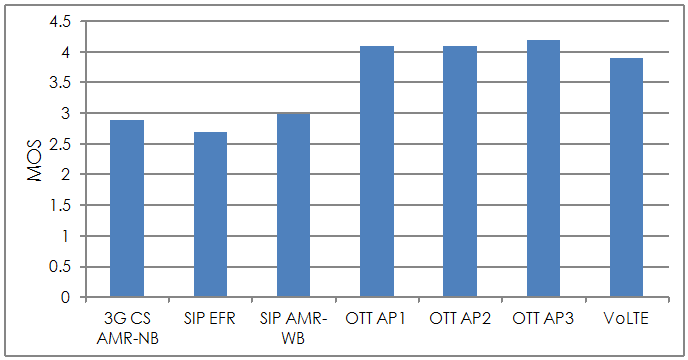 4.5
4
3.5
3
2.5
2
1.5
1
0.5
0
MOS
3G CS
AMR-NB
SIP EFR
SIP AMR-
WB
OTT AP1
OTT AP2
OTT AP3
VoLTE